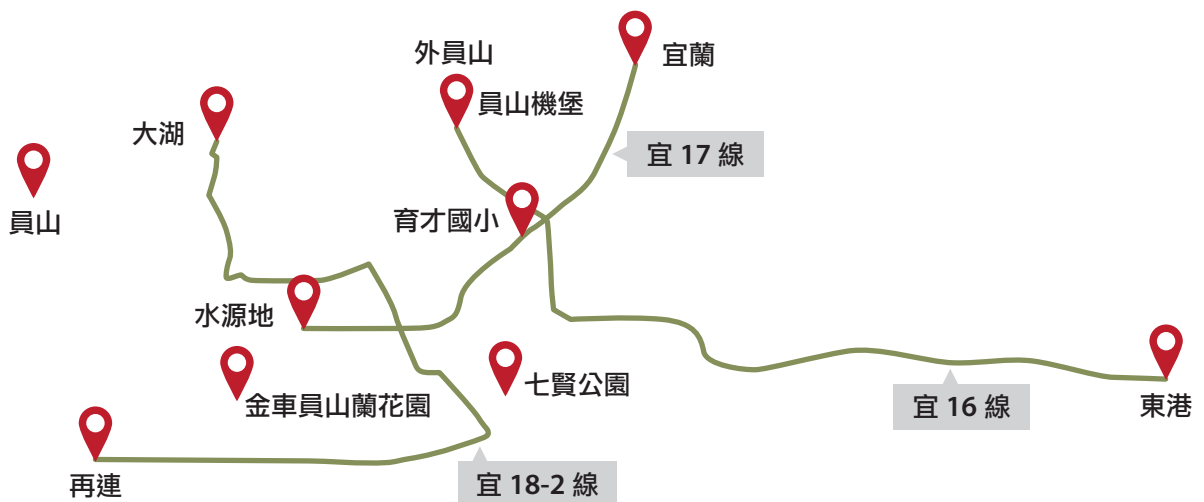 外員山
宜蘭
員山機堡
大湖
宜 17 線
員山
育才國小
水源地
七賢公園
金車員山蘭花園
宜 16 線
東港
再連
宜 18-2 線